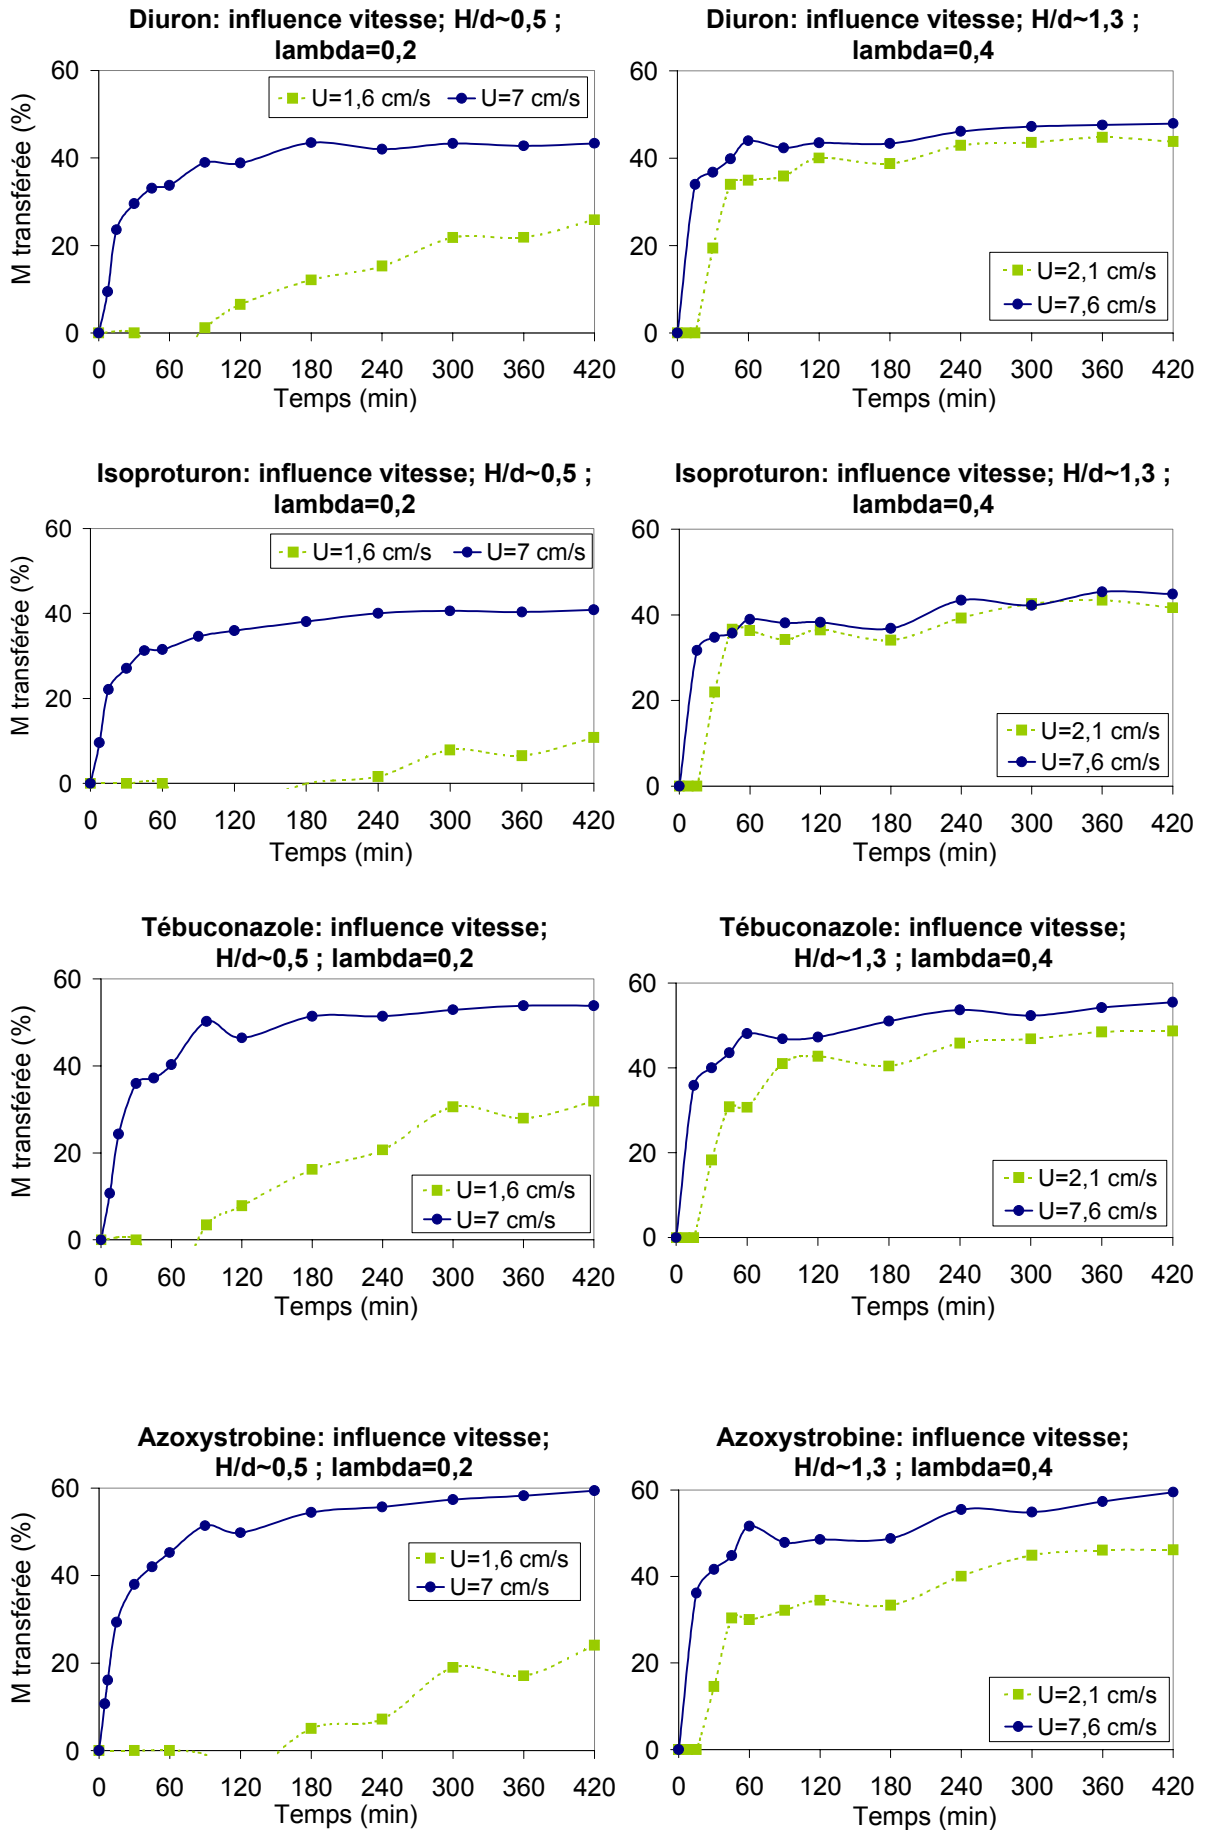 Diuron: influence vitesse; H/d~0,5 ;
lambda=0,2
M transférée (%)
60
40
20
0
U=1,6 cm/s
U=7 cm/s
0 60 120 180 240 300 360 420
Temps (min)
Diuron: influence vitesse; H/d~1,3 ;
lambda=0,4
60
40
20
0
U=2,1 cm/s
U=7,6 cm/s
0 60 120 180 240 300 360 420
Temps (min)
Isoproturon: influence vitesse; H/d~0,5 ;
lambda=0,2
M transférée (%)
60
40
20
0
U=1,6 cm/s
U=7 cm/s
0 60 120 180 240 300 360 420
Temps (min)
Isoproturon: influence vitesse; H/d~1,3 ;
lambda=0,4
60
40
20
0
U=2,1 cm/s
U=7,6 cm/s
0 60 120 180 240 300 360 420
Temps (min)
Tébuconazole: influence vitesse;
H/d~0,5 ; lambda=0,2
M transférée (%)
60
40
20
0
U=1,6 cm/s
U=7 cm/s
0 60 120 180 240 300 360 420
Temps (min)
Tébuconazole: influence vitesse;
H/d~1,3 ; lambda=0,4
60
40
20
0
U=2,1 cm/s
U=7,6 cm/s
0 60 120 180 240 300 360 420
Temps (min)
Azoxystrobine: influence vitesse;
H/d~0,5 ; lambda=0,2
M transférée (%)
60
40
20
0
U=1,6 cm/s
U=7 cm/s
0 60 120 180 240 300 360 420
Temps (min)
Azoxystrobine: influence vitesse;
H/d~1,3 ; lambda=0,4
60
40
20
0
U=2,1 cm/s
U=7,6 cm/s
0 60 120 180 240 300 360 420
Temps (min)